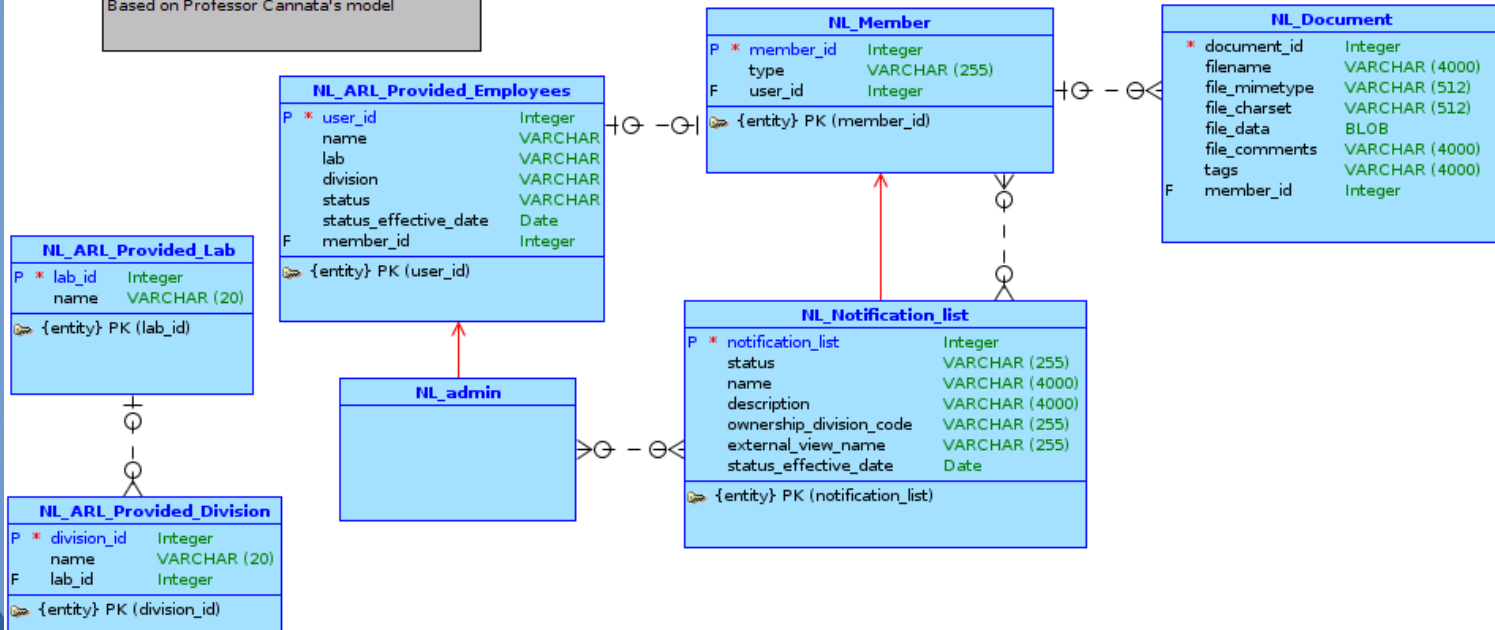 Based on Professor Cannata's model
NL_Member
P * member_id Integer
type VARCHAR (255)
F user_id Integer
{entity} PK (member_id)
NL_Document
* document_id Integer
filename VARCHAR (4000)
file_mimetype VARCHAR (512)
file_charset VARCHAR (512)
file_data BLOB
file_comments VARCHAR (4000)
tags VARCHAR (4000)
F member_id Integer
NL_ARL_Provided_Employees
P * user_id Integer
name VARCHAR
lab VARCHAR
division VARCHAR
status VARCHAR
status_effective_date Date
F member_id Integer
{entity} PK (user_id)
NL_ARL_Provided_Lab
P * lab_id Integer
name VARCHAR (20)
{entity} PK (lab_id)
NL_admin
NL_Notification_list
P * notification_list Integer
status VARCHAR (255)
name VARCHAR (4000)
description VARCHAR (4000)
ownership_division_code VARCHAR (255)
external_view_name VARCHAR (255)
status_effective_date Date
{entity} PK (notification_list)
NL_ARL_Provided_Division
P * division_id Integer
name VARCHAR (20)
F lab_id Integer
{entity} PK (division_id)